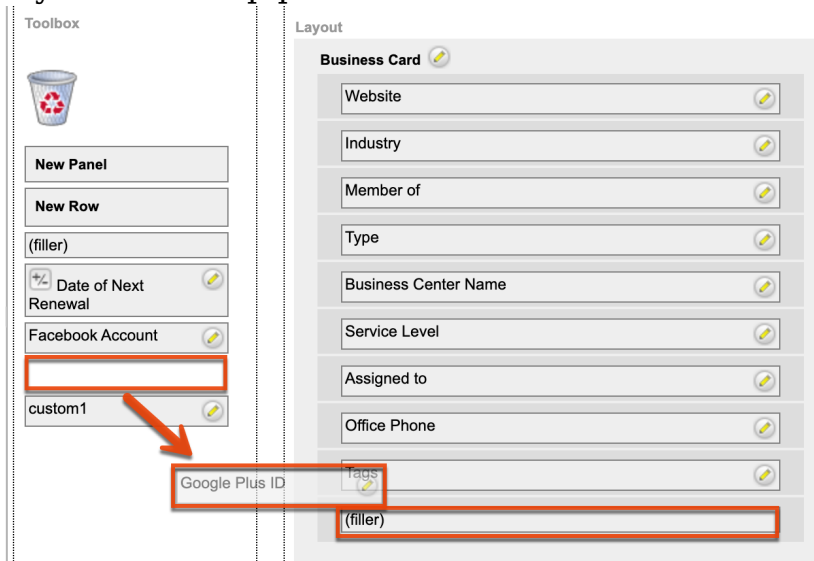 Toolbox
New Panel
New Row
(filler)
Date of Next
Renewal
Facebook Account
custom1
Google Plus ID
Layout
Business Card
Website
Industry
Member of
Type
Business Center Name
Service Level
Assigned to
Office Phone
Tags
(filler)